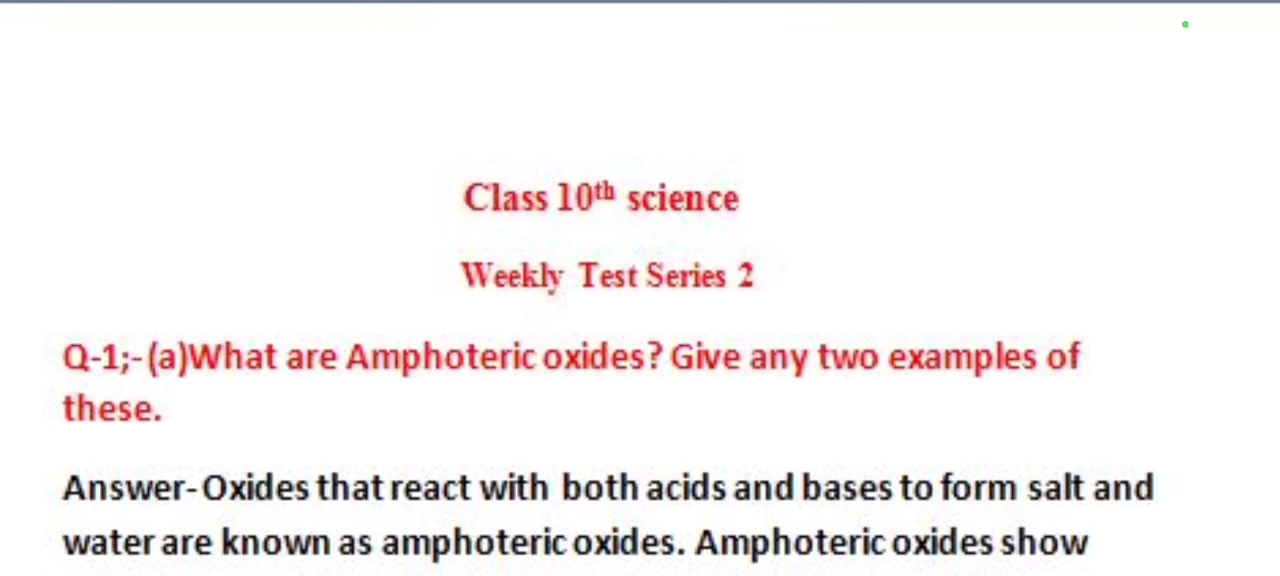 Class 10th science
Weekly Test Series 2
Q-1;-(a)What are Amphoteric oxides? Give any two examples of
these.
Answer-Oxides that react with both acids and bases to form salt and
water are known as amphoteric oxides. Amphoteric oxides show